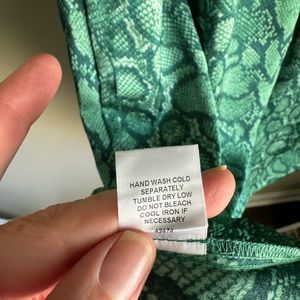 HAND WASH COLD
SEPARATELY
TUMBLE DRY LOW
DO NOT BLEACH
COOL IRON IF
NECESSARY
42474